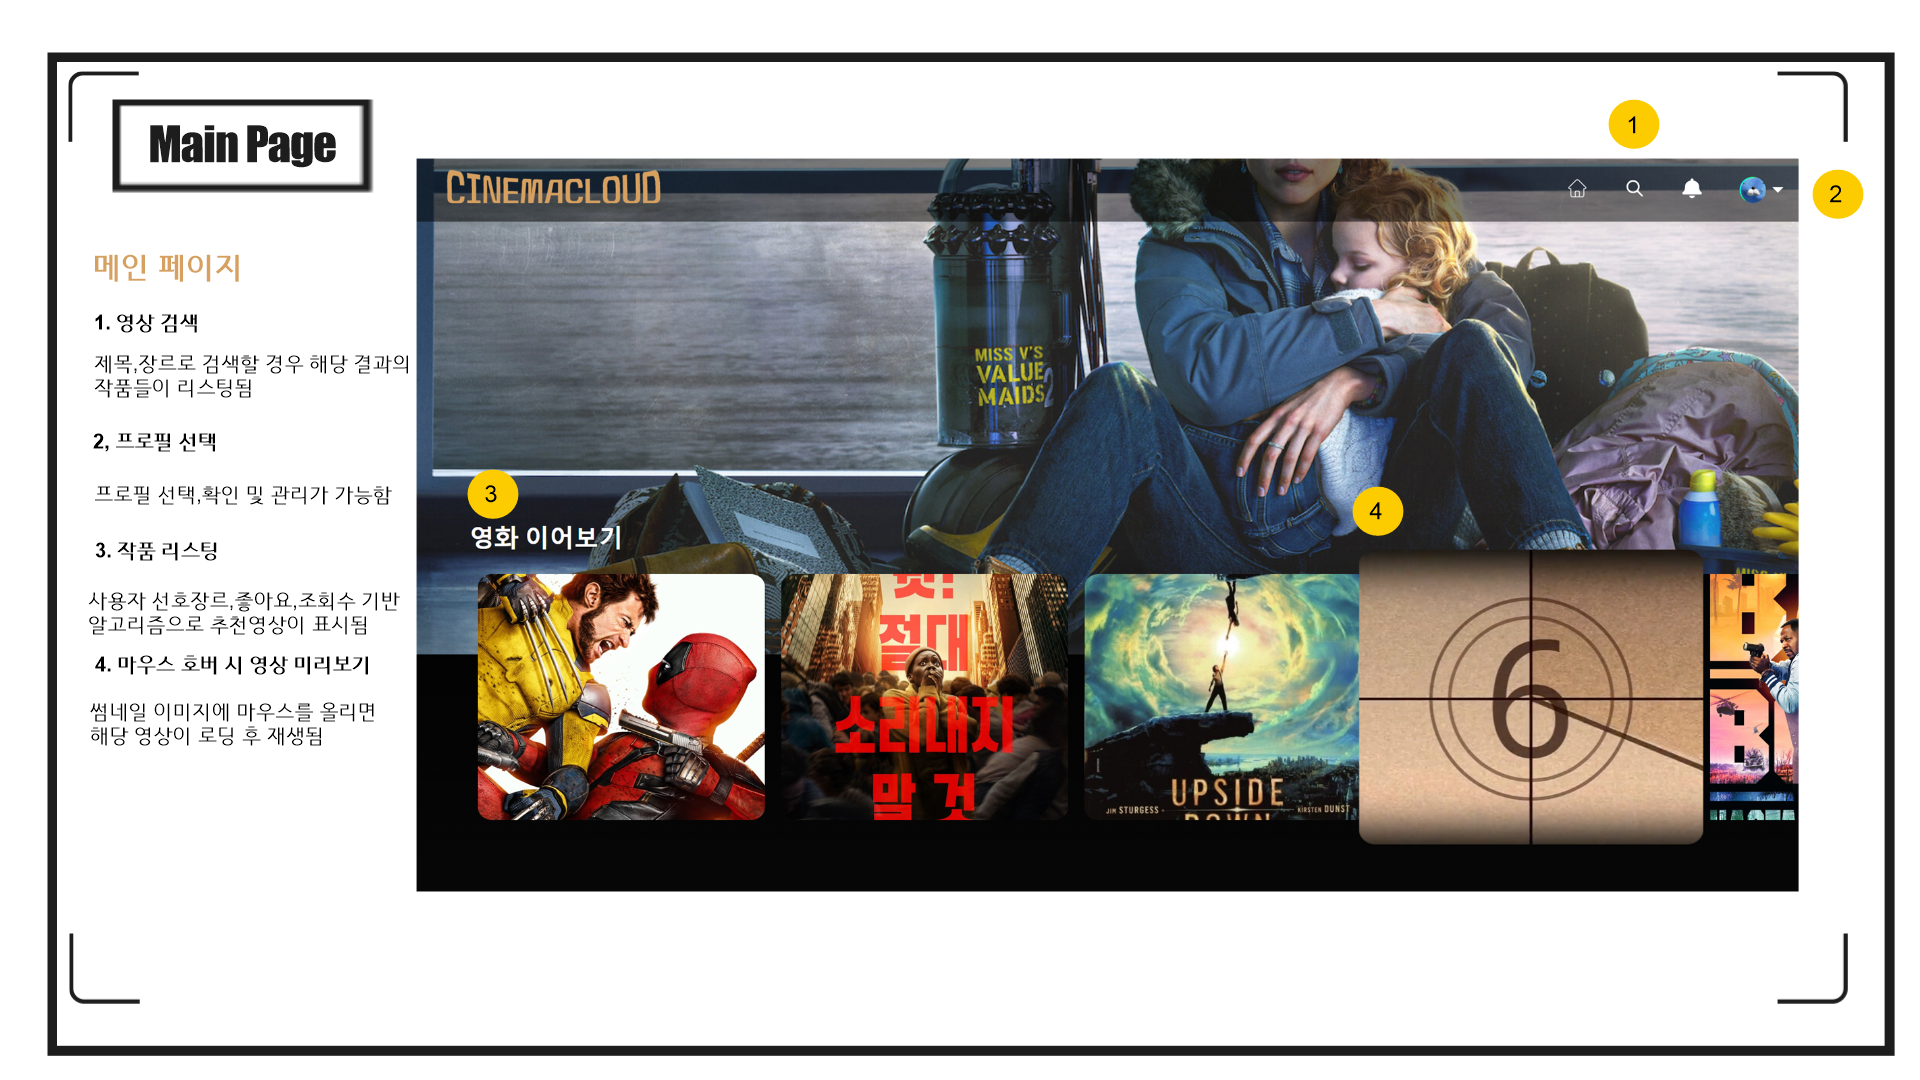 Main Page
메인 페이지
1. 영상 검색
제목,장르로 검색할 경우 해당 결과의
작품들이 리스팅됨
2, 프로필 선택
프로필 선택,확인 및 관리가 가능함
3. 작품 리스팅
사용자 선호장르,좋아요,조회수 기반
알고리즘으로 추천영상이 표시됨
4. 마우스 호버 시 영상 미리보기
썸네일 이미지에 마우스를 올리면
해당 영상이 로딩 후 재생됨
1
CINEMACLOUD
2
MISS V'S
VALUE
MAIDS
3
4
영화 이어보기
절대
소리내지
말 것
UPSIDE
DOWN
JIM STURGESS
KIRSTEN DUNST
6